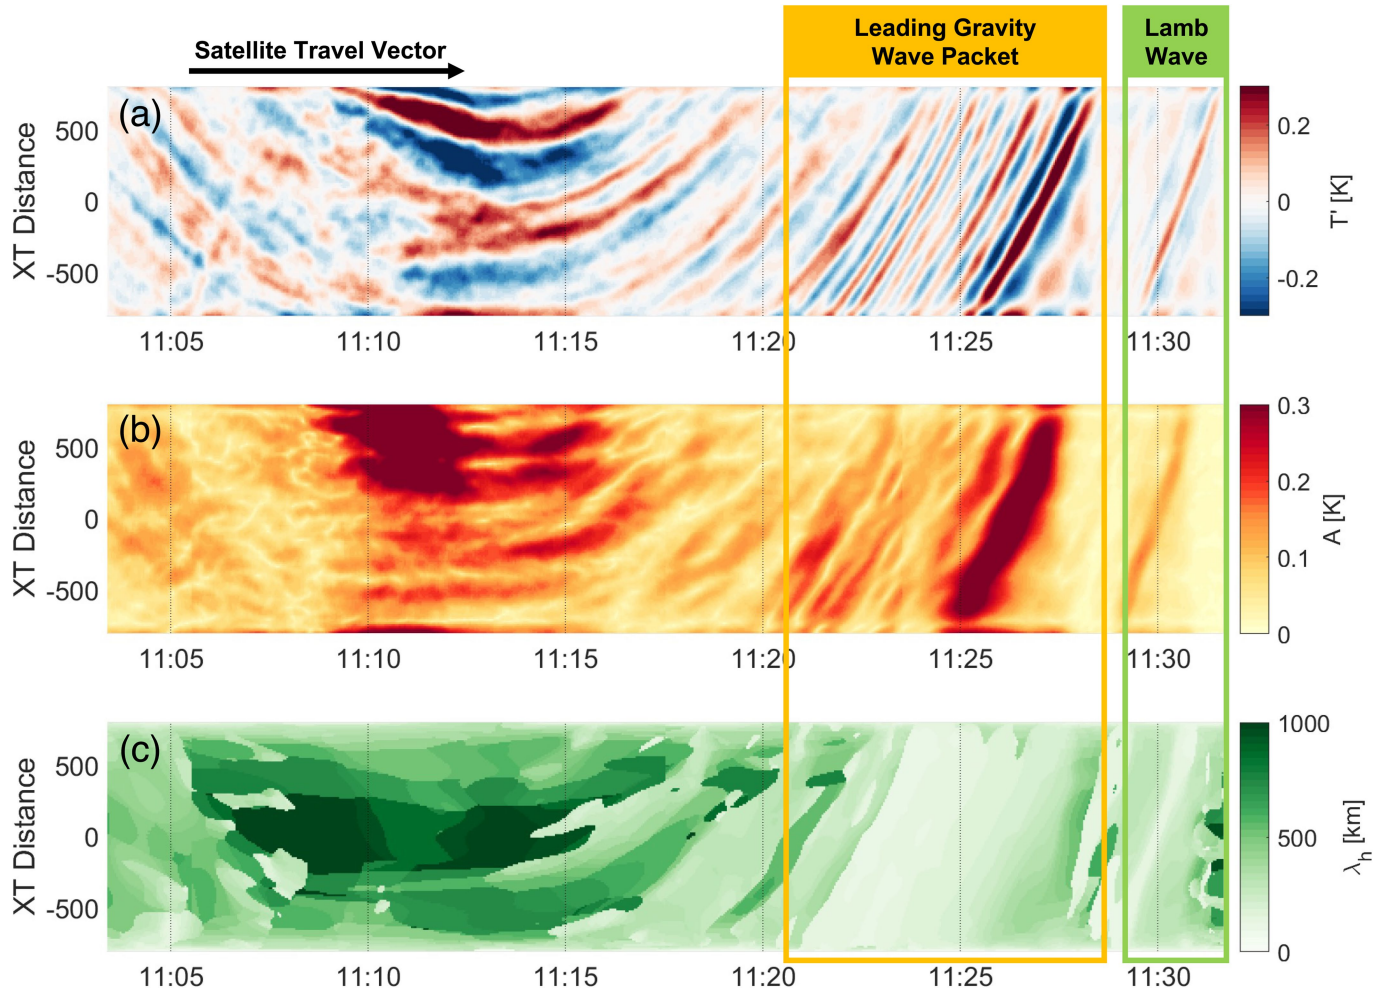 Satellite Travel Vector
Leading Gravity
Wave Packet
Lamb
Wave
(a)
XT Distance
500
0
-500
11:05
11:10
11:15
11:20
11:25
11:30
0.2
0
-0.2
T' [K]
(b)
XT Distance
500
0
-500
11:05
11:10
11:15
11:20
11:25
11:30
0.3
0.2
0.1
0
A [K]
(c)
XT Distance
500
0
-500
11:05
11:10
11:15
11:20
11:25
11:30
1000
500
0
λh [km]